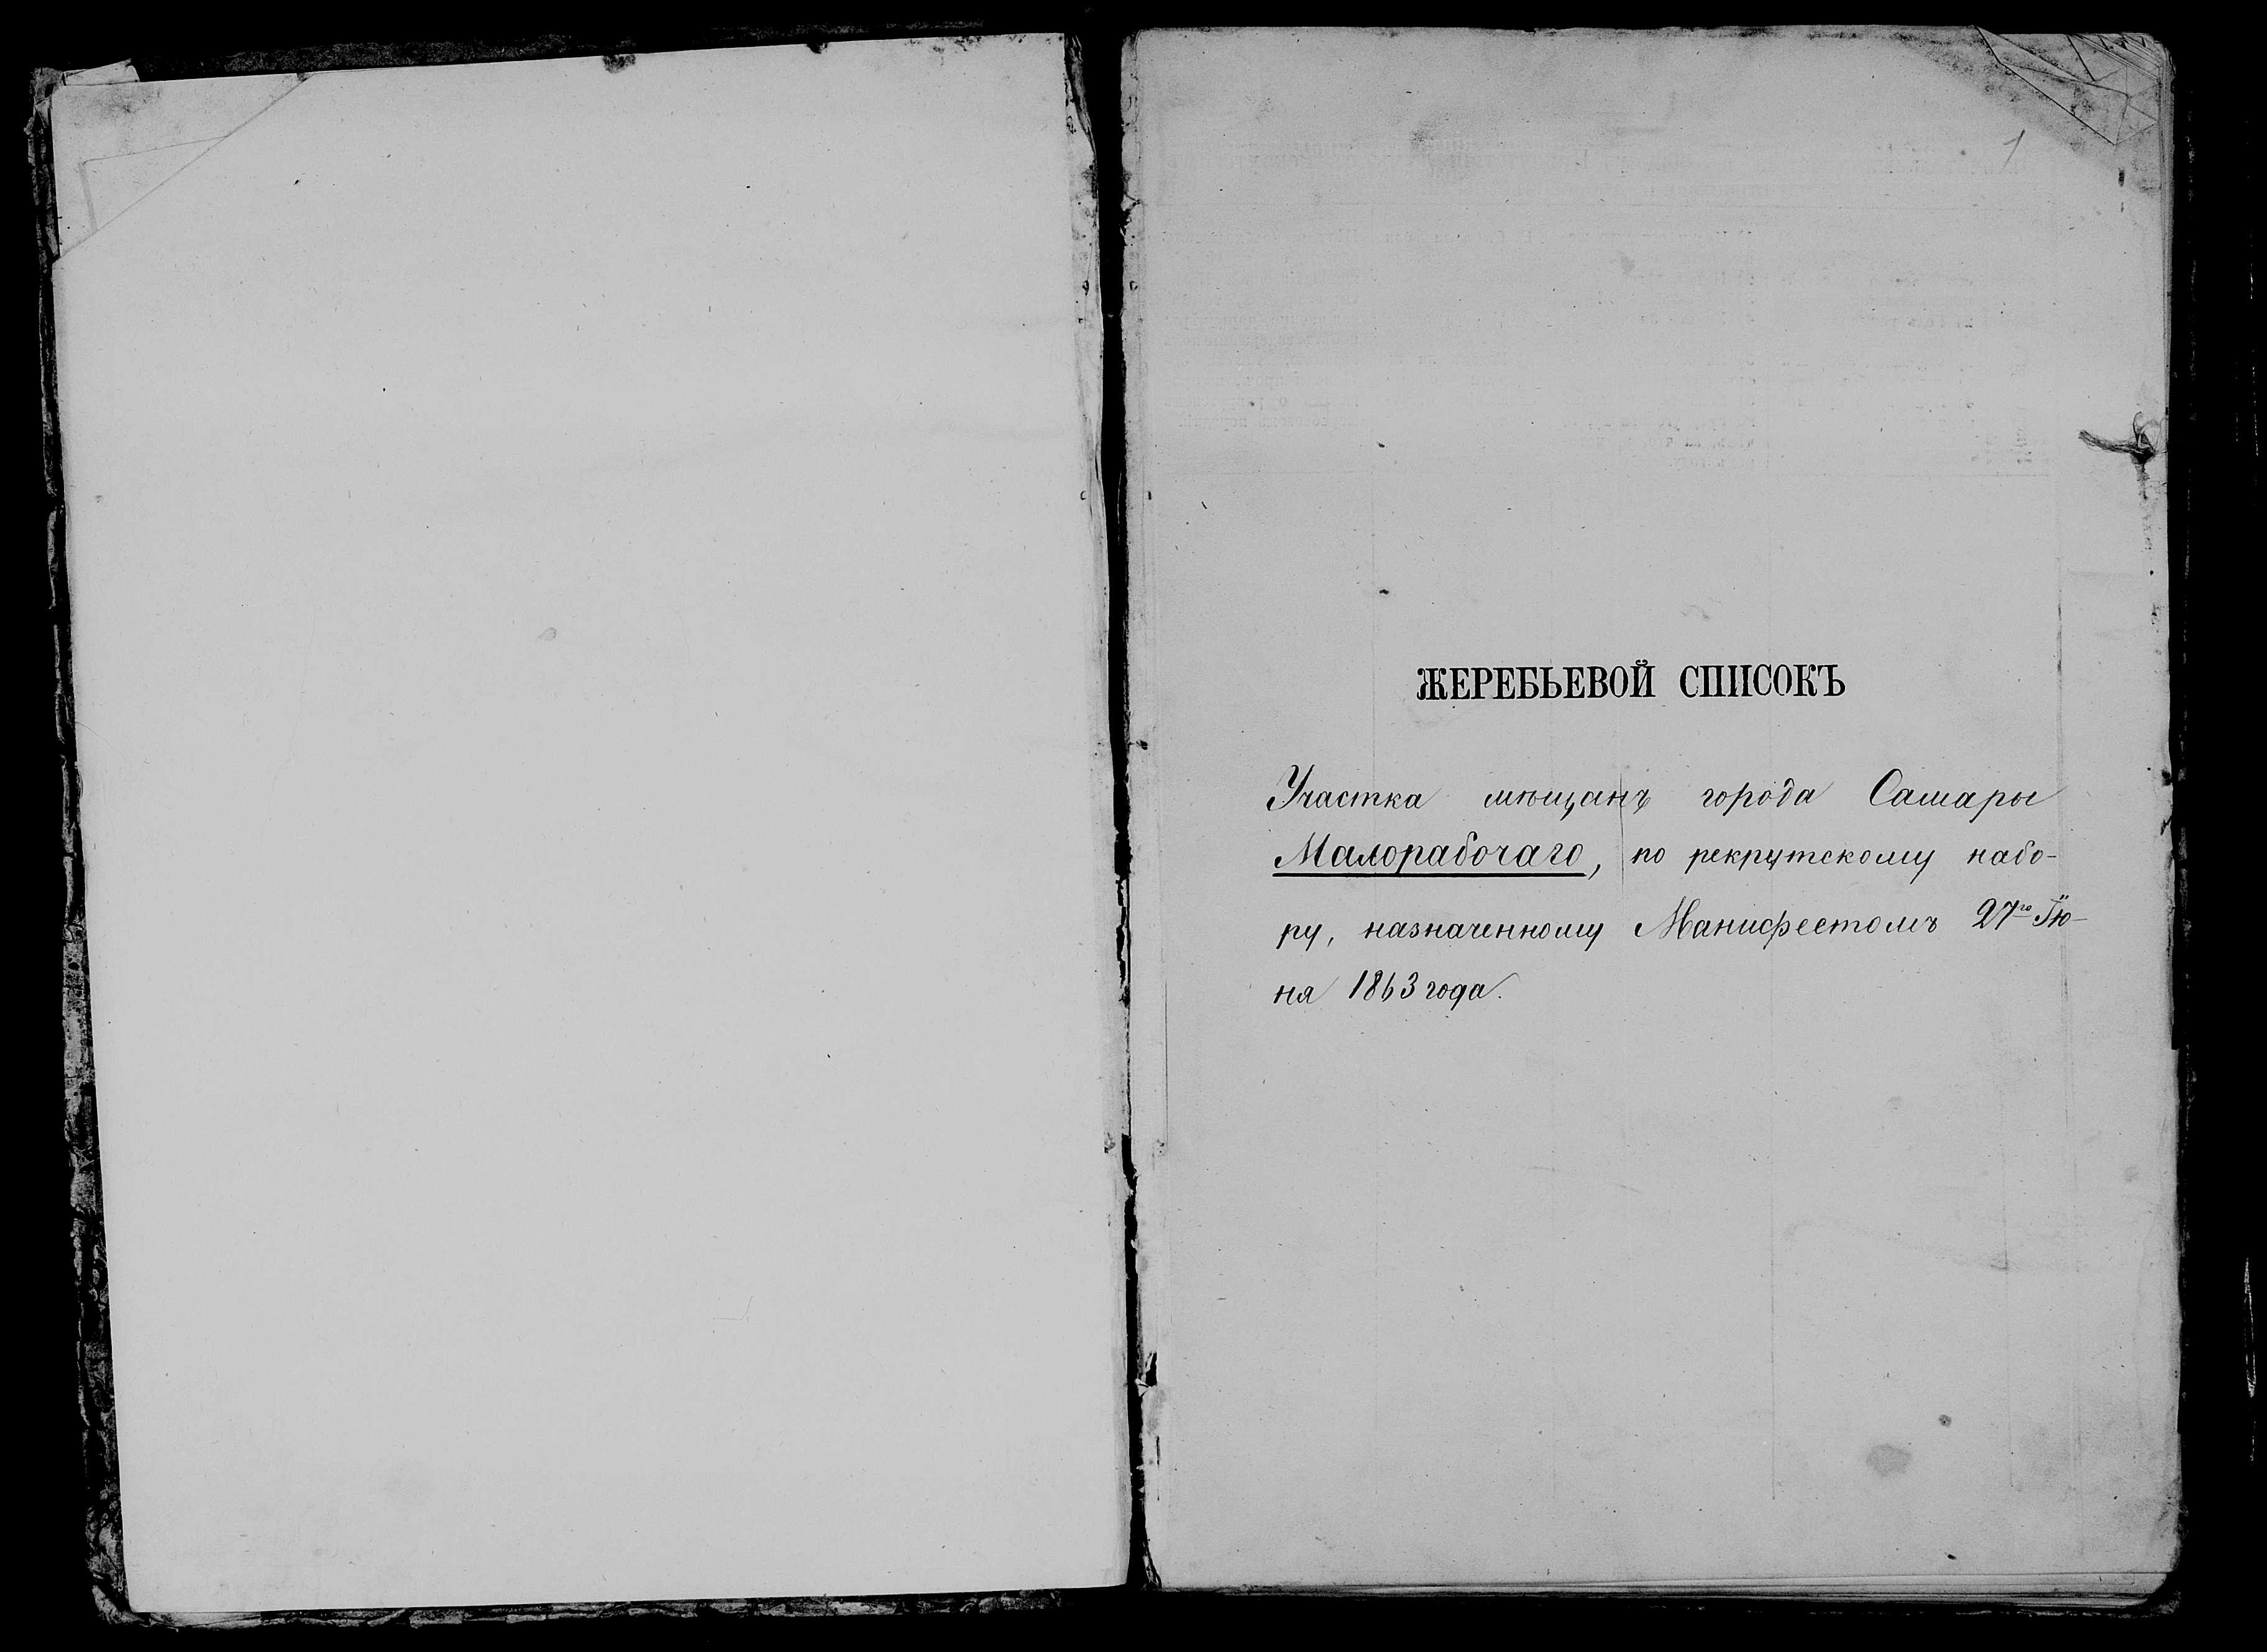 1
ЖЕРЕБЬЕВОЙ СПИСОКЪ
Участка мѣщанъ города Самары
Малорабочаго, по рекрутскому набо-
ру, назначенному Манифестомъ 27го Ію-
ня 1863 года.